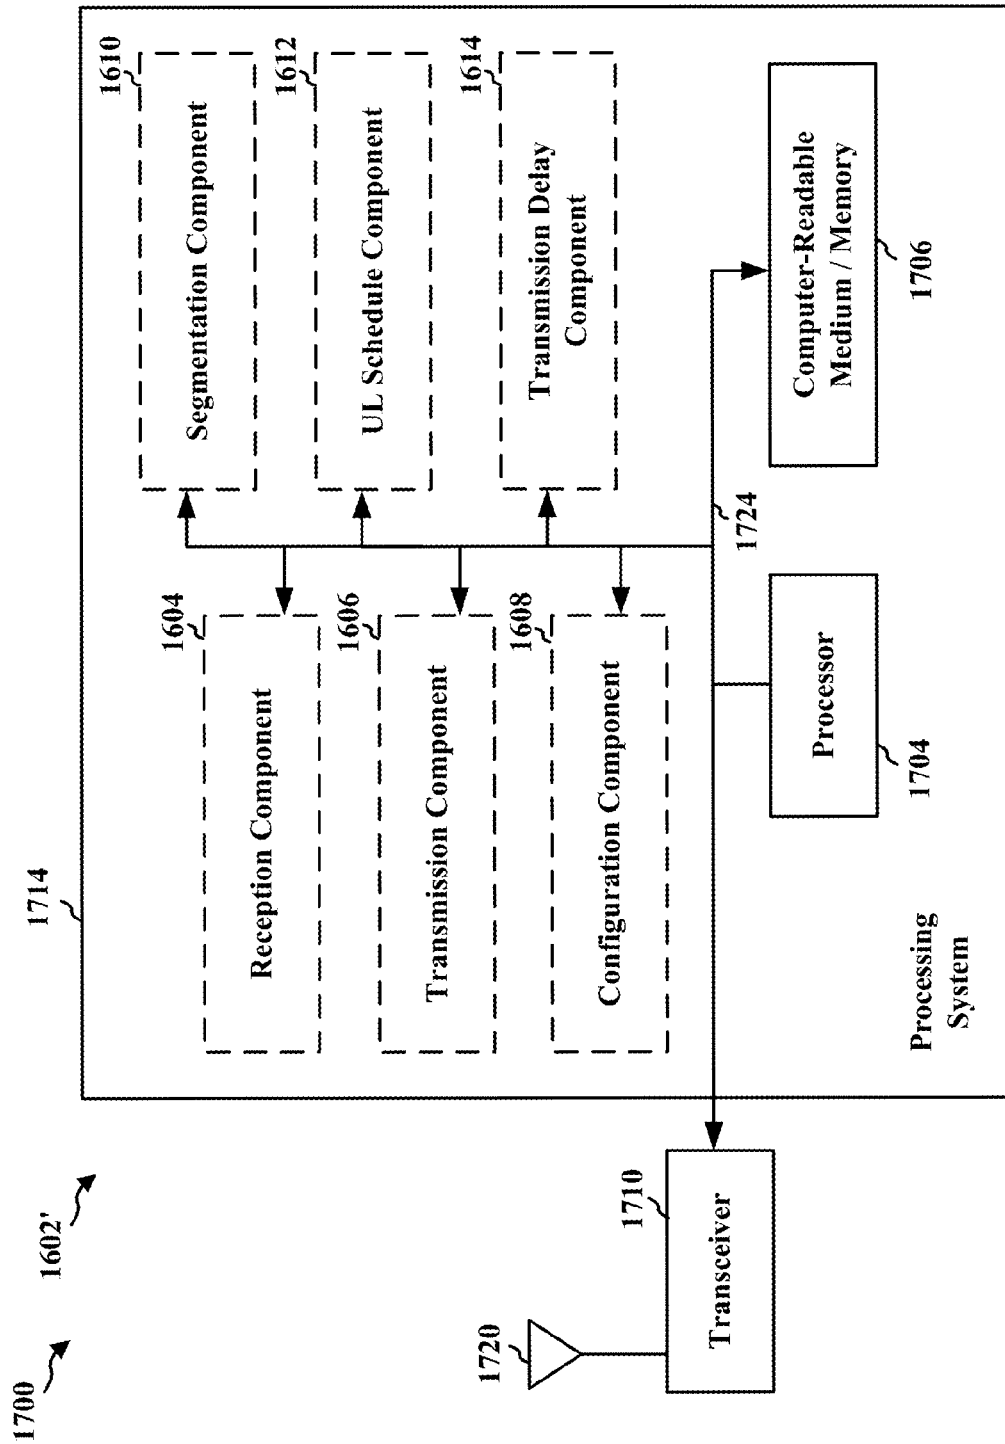 1700
1602'
1714
1604
Reception Component
1606
Transmission Component
1608
Configuration Component
1610
Segmentation Component
1612
UL Schedule Component
1614
Transmission Delay
Component
1720
1710
Transceiver
1724
Processor
1704
Computer-Readable
Medium / Memory
1706
Processing
System